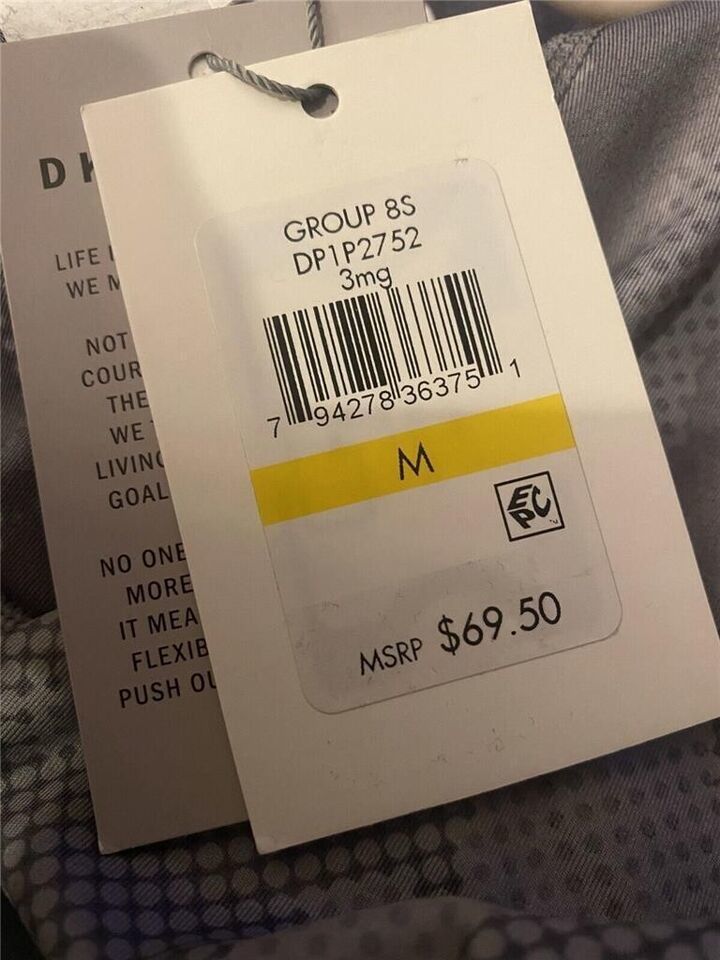 GROUP 8S
DP1P2752
3mg
7 94278 36375 1
M
EPC
MSRP $69.50
DK
LIFE
WE
NOT
COUR
THE
WE
LIVING
GOAL
NO ONE
MORE
IT MEA
FLEXIB
PUSH